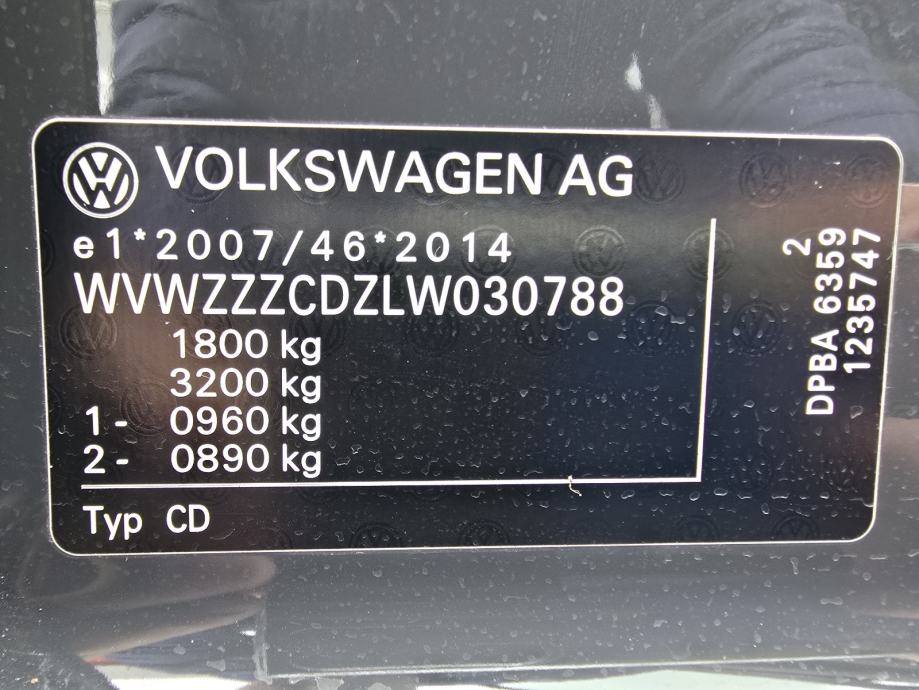 VOLKSWAGEN AG
e1*2007/46*2014
WVWZZZCDZLW030788
1800 kg
3200 kg
1- 0960 kg
2- 0890 kg
Typ CD
2
DPBA 6359
1235747